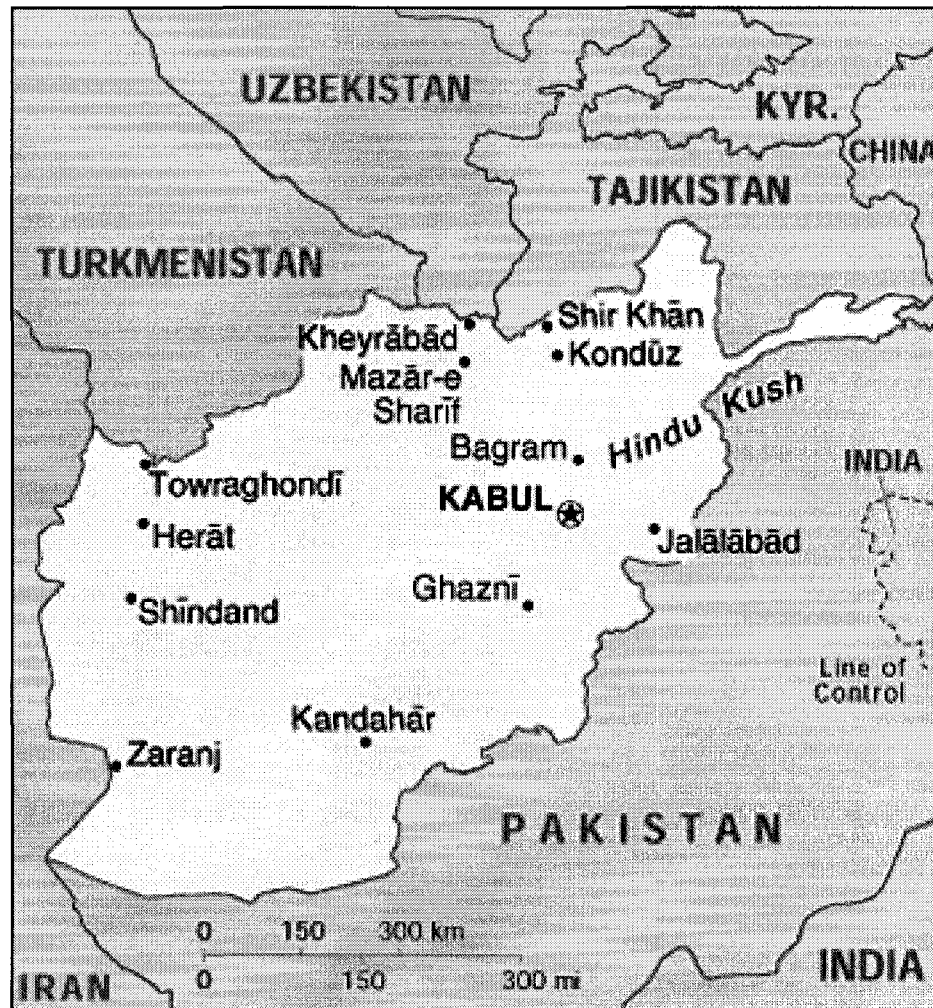 UZBEKISTAN
KYR.
CHINA
TAJIKISTAN
TURKMENISTAN
Kheyrābād
Shir Khān
Kondūz
Mazār-e
Sharīf
Hindu Kush
Bagram
INDIA
Towraghondī
KABUL
Herāt
Jalālābād
Ghaznī
Shīndand
Line of
Control
Kandahār
Zaranj
PAKISTAN
0 150 300 km
0 150 300 mi
IRAN
INDIA